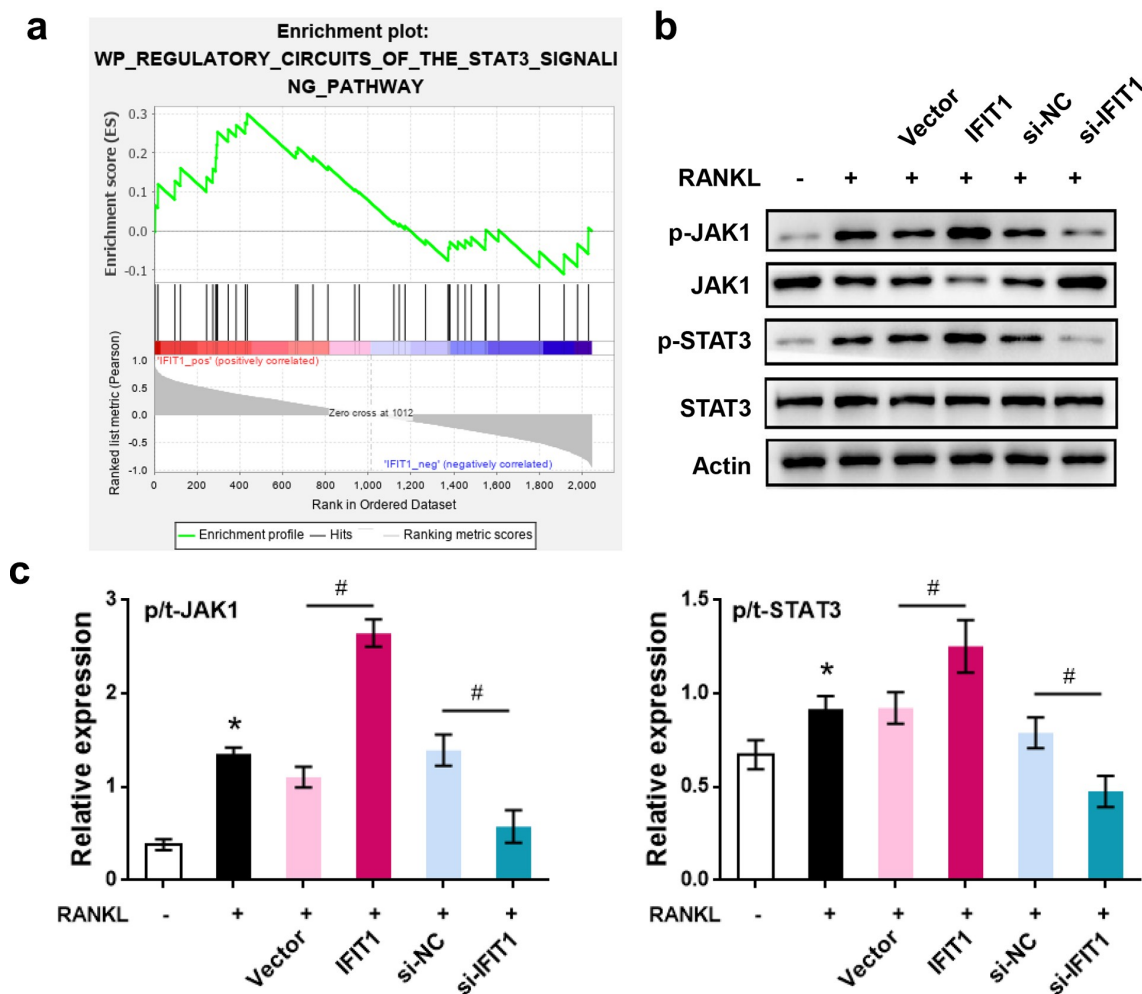 a
Enrichment plot:
WP_REGULATORY_CIRCUITS_OF_THE_STAT3_SIGNALI
NG_PATHWAY
Enrichment score (ES)
0.3
0.2
0.1
0.0
-0.1
Ranked list metric (Pearson)
1.0
0.5
0.0
-0.5
-1.0
'IFIT1_pos' (positively correlated)
Zero cross at 1012
'IFIT1_neg' (negatively correlated)
0 200 400 600 800 1,000 1,200 1,400 1,600 1,800 2,000
Rank in Ordered Dataset
Enrichment profile Hits Ranking metric scores
b
Vector IFIT1 si-NC si-IFIT1
RANKL - + + + + +
p-JAK1
JAK1
p-STAT3
STAT3
Actin
c
p/t-JAK1
Relative expression
3
2
1
0
*
#
#
RANKL - + + + + +
Vector IFIT1 si-NC si-IFIT1
p/t-STAT3
Relative expression
1.5
1.0
0.5
0.0
*
#
#
RANKL - + + + + +
Vector IFIT1 si-NC si-IFIT1